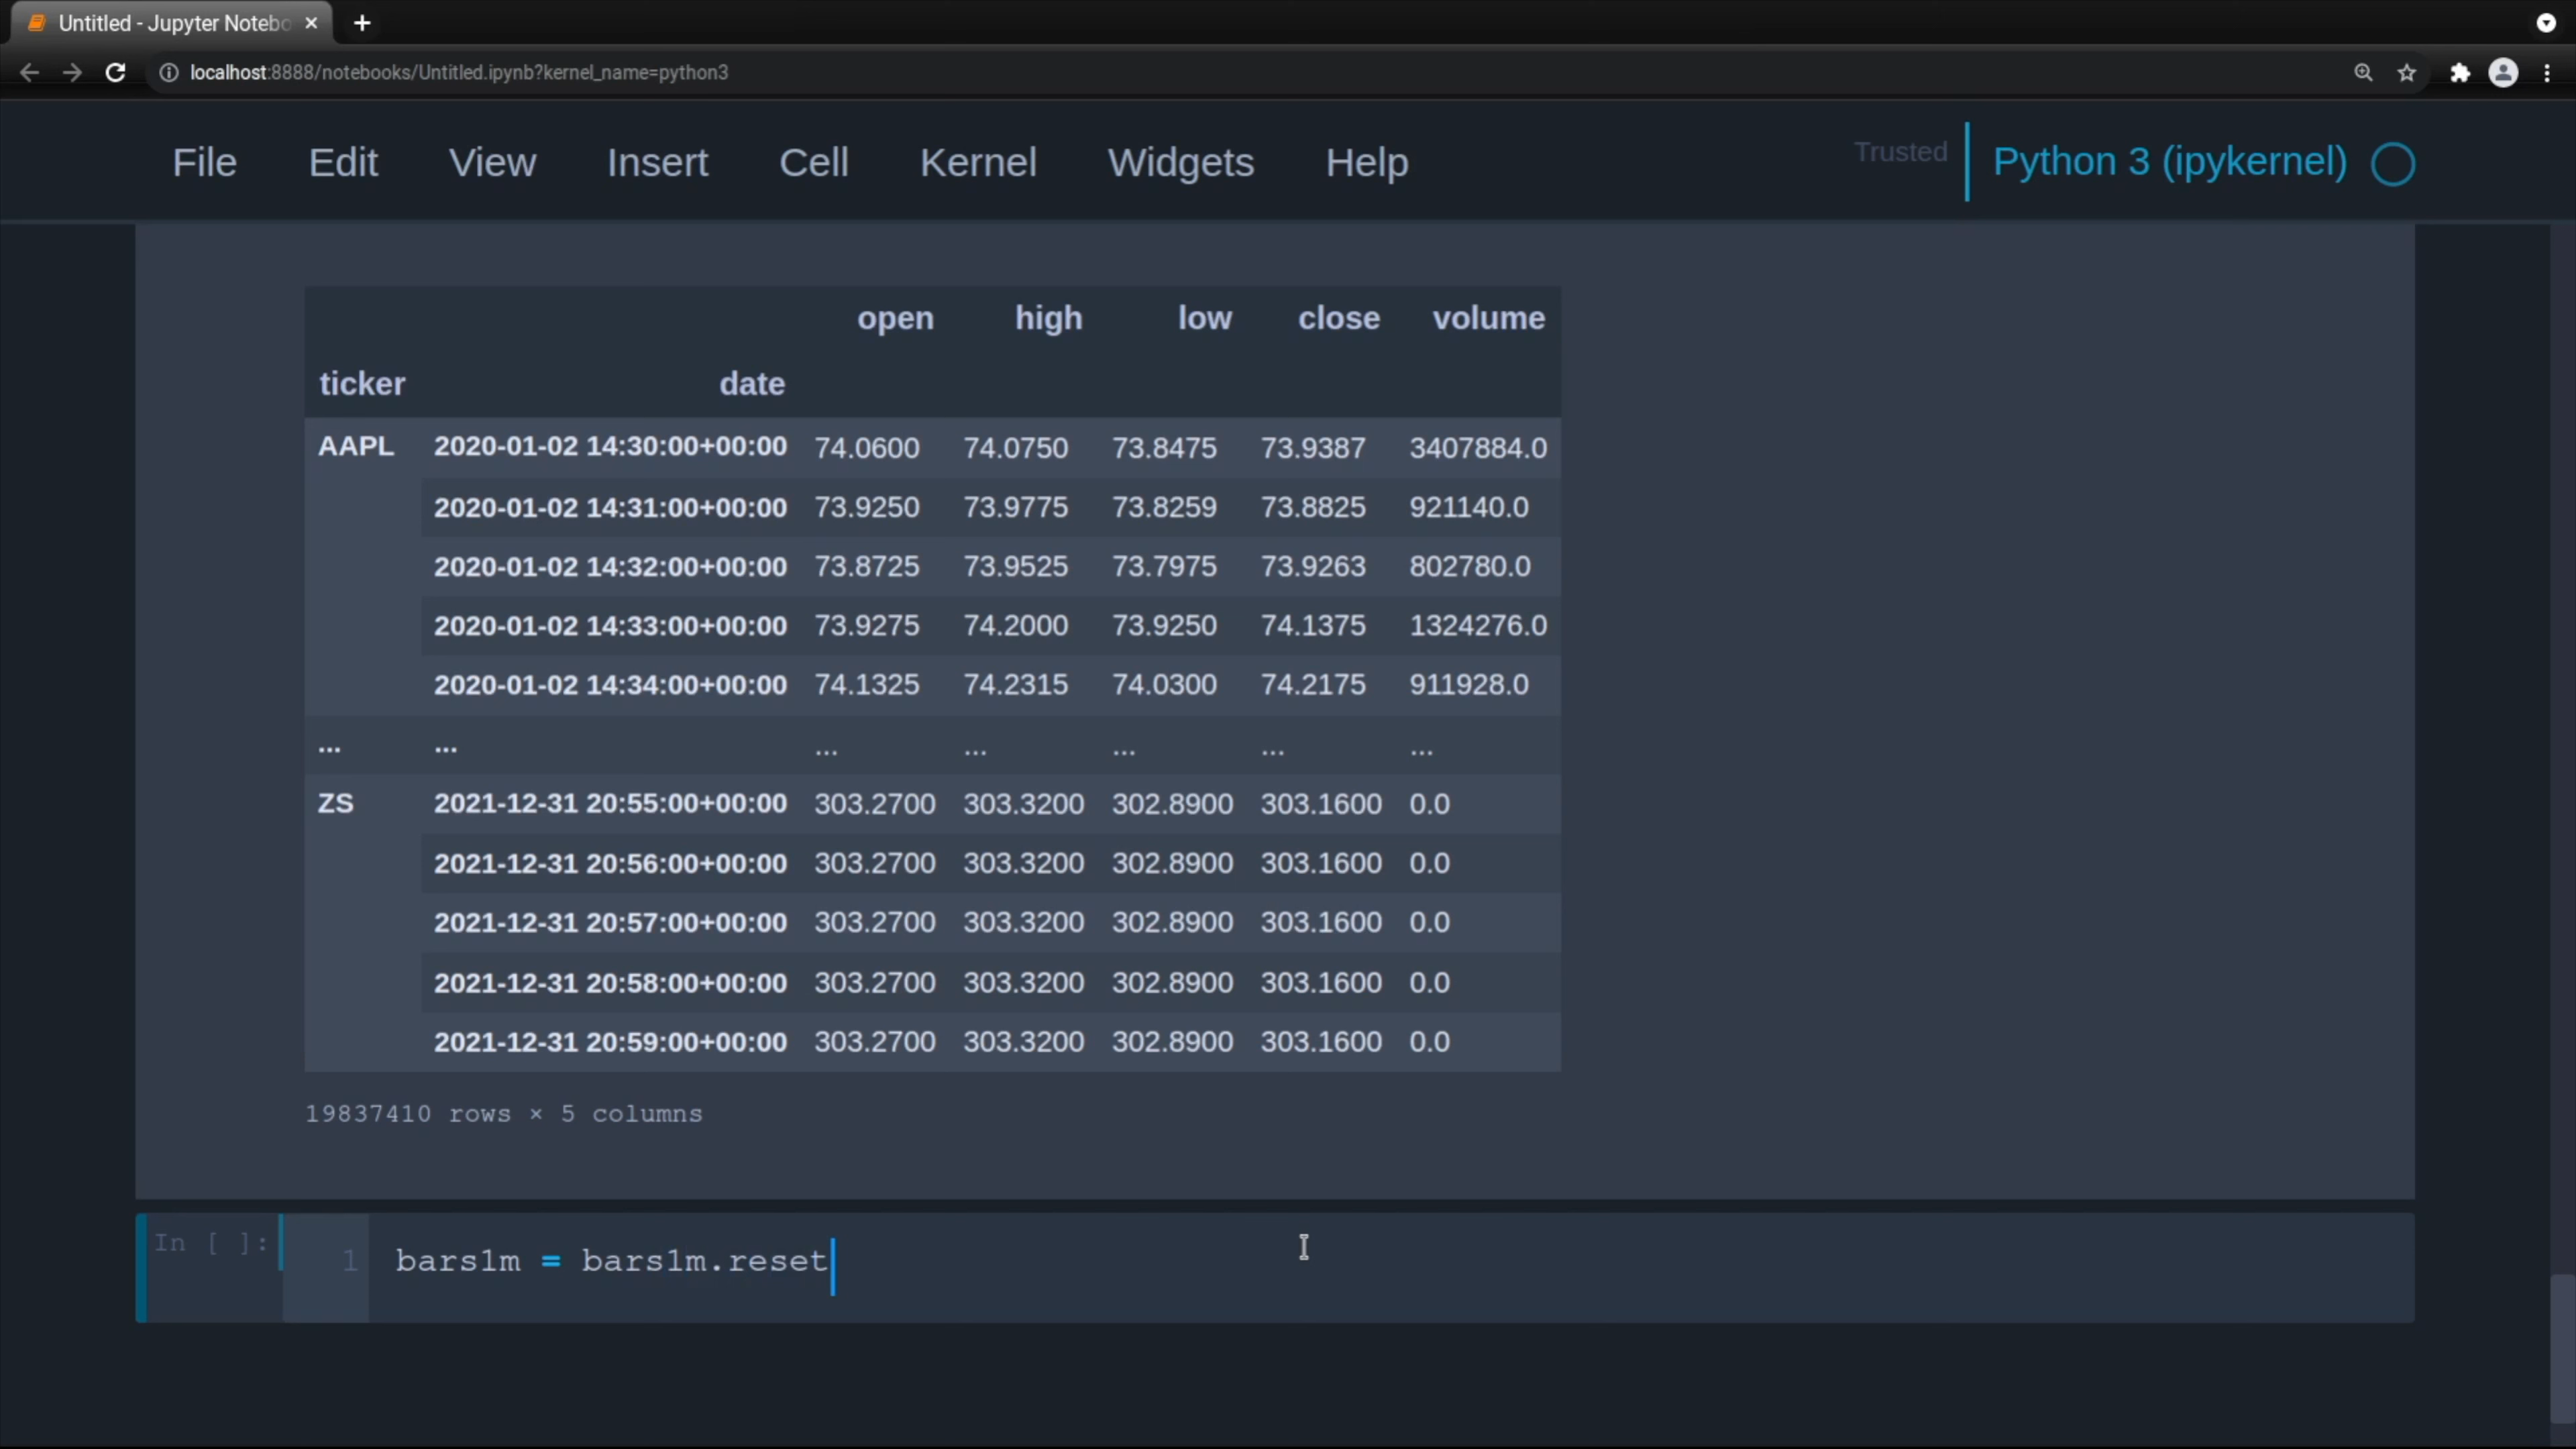 Untitled - Jupyter Notebo
localhost:8888/notebooks/Untitled.ipynb?kernel_name=python3
File Edit View Insert Cell Kernel Widgets Help Trusted Python 3 (ipykernel)
open high low close volume
ticker date
AAPL 2020-01-02 14:30:00+00:00 74.0600 74.0750 73.8475 73.9387 3407884.0
2020-01-02 14:31:00+00:00 73.9250 73.9775 73.8259 73.8825 921140.0
2020-01-02 14:32:00+00:00 73.8725 73.9525 73.7975 73.9263 802780.0
2020-01-02 14:33:00+00:00 73.9275 74.2000 73.9250 74.1375 1324276.0
2020-01-02 14:34:00+00:00 74.1325 74.2315 74.0300 74.2175 911928.0
... ... ... ... ... ... ...
ZS 2021-12-31 20:55:00+00:00 303.2700 303.3200 302.8900 303.1600 0.0
2021-12-31 20:56:00+00:00 303.2700 303.3200 302.8900 303.1600 0.0
2021-12-31 20:57:00+00:00 303.2700 303.3200 302.8900 303.1600 0.0
2021-12-31 20:58:00+00:00 303.2700 303.3200 302.8900 303.1600 0.0
2021-12-31 20:59:00+00:00 303.2700 303.3200 302.8900 303.1600 0.0
19837410 rows × 5 columns
In [ ]: 1 bars1m = bars1m.reset